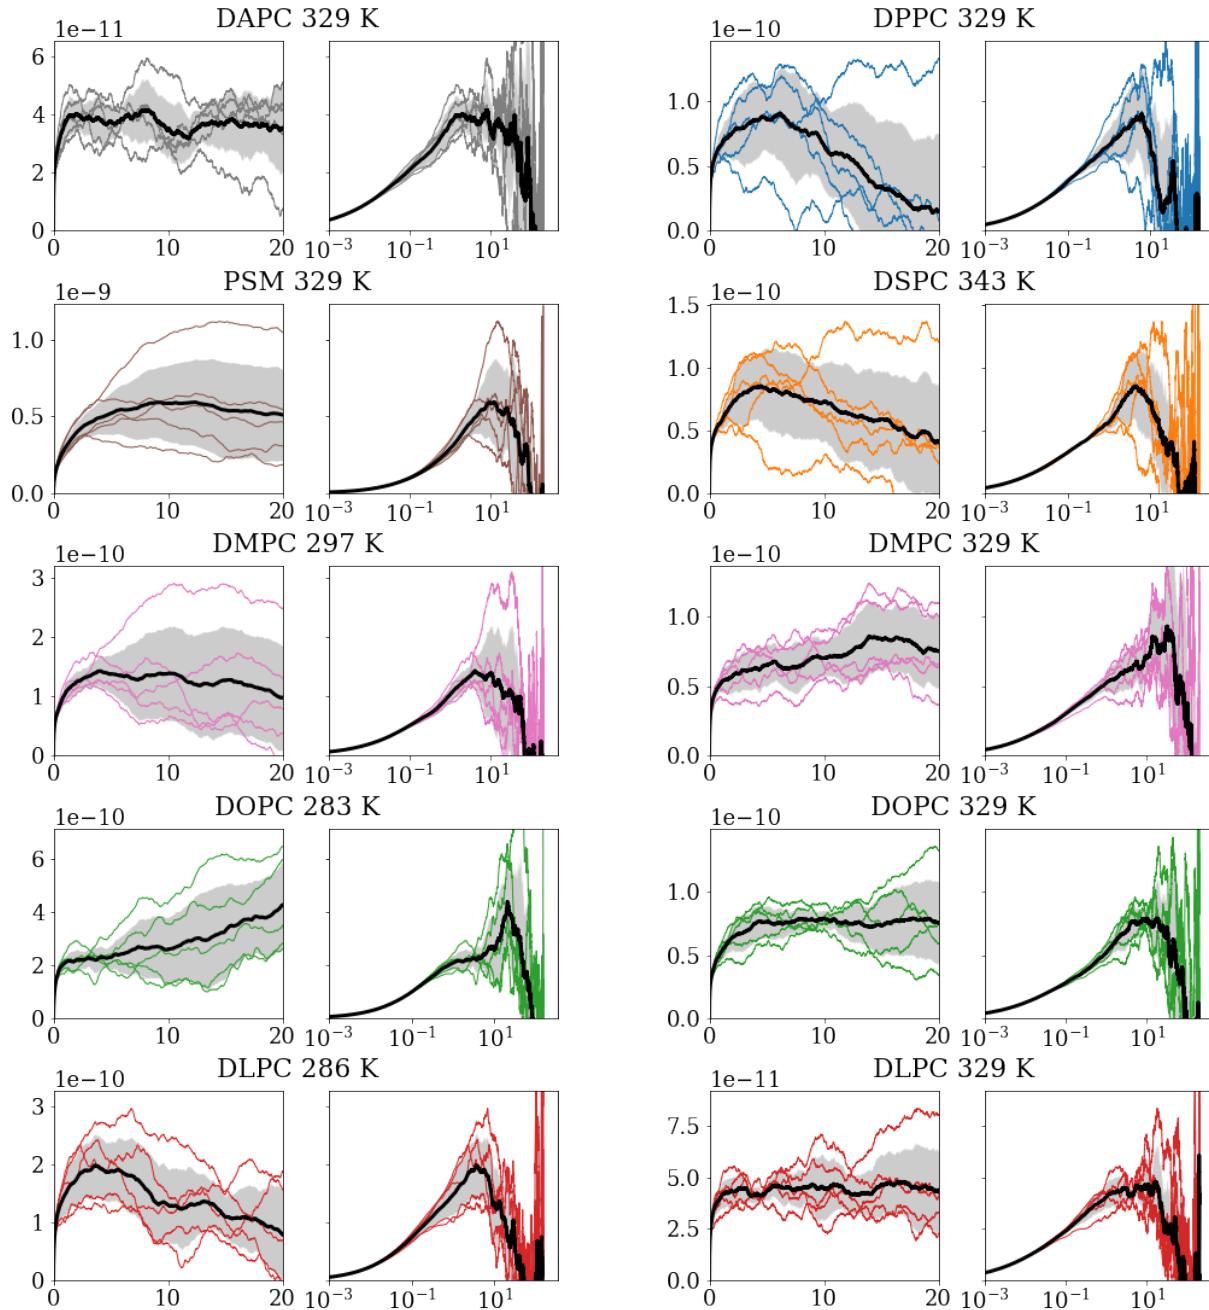 DAPC 329 K
DPPC 329 K
1e−11
1e−10
6
4
2
0
0 10 20
10−3 10−1 101
1.0
0.5
0.0
0 10 20
10−3 10−1 101
PSM 329 K
DSPC 343 K
1e−9
1e−10
1.0
0.5
0.0
0 10 20
10−3 10−1 101
1.5
1.0
0.5
0.0
0 10 20
10−3 10−1 101
DMPC 297 K
DMPC 329 K
1e−10
1e−10
3
2
1
0
0 10 20
10−3 10−1 101
1.0
0.5
0.0
0 10 20
10−3 10−1 101
DOPC 283 K
DOPC 329 K
1e−10
1e−10
6
4
2
0
0 10 20
10−3 10−1 101
1.0
0.5
0.0
0 10 20
10−3 10−1 101
DLPC 286 K
DLPC 329 K
1e−10
1e−11
3
2
1
0
0 10 20
10−3 10−1 101
7.5
5.0
2.5
0.0
0 10 20
10−3 10−1 101